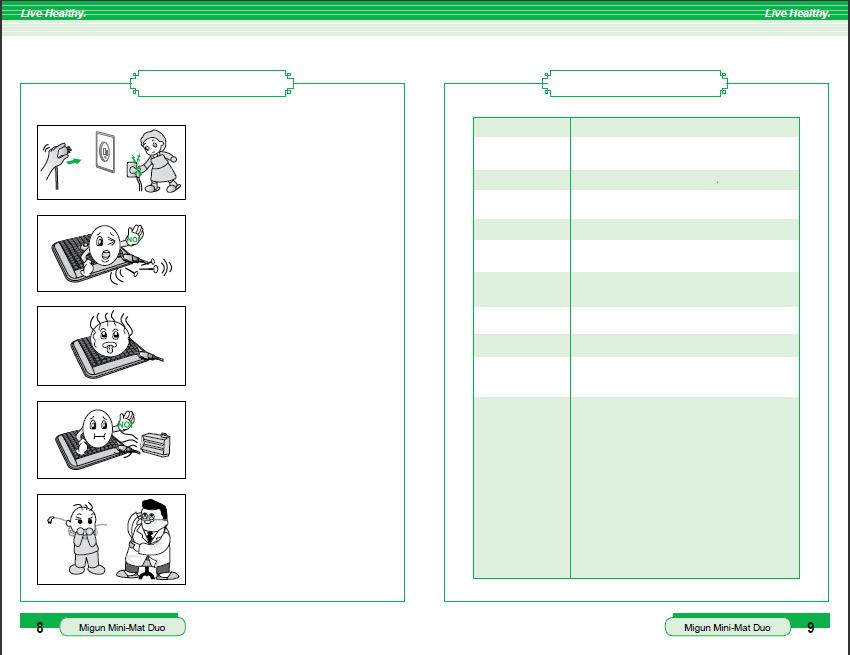 Live Healthy.
Live Healthy.
NO!
NO!
8
Migun Mini-Mat Duo
Migun Mini-Mat Duo
9